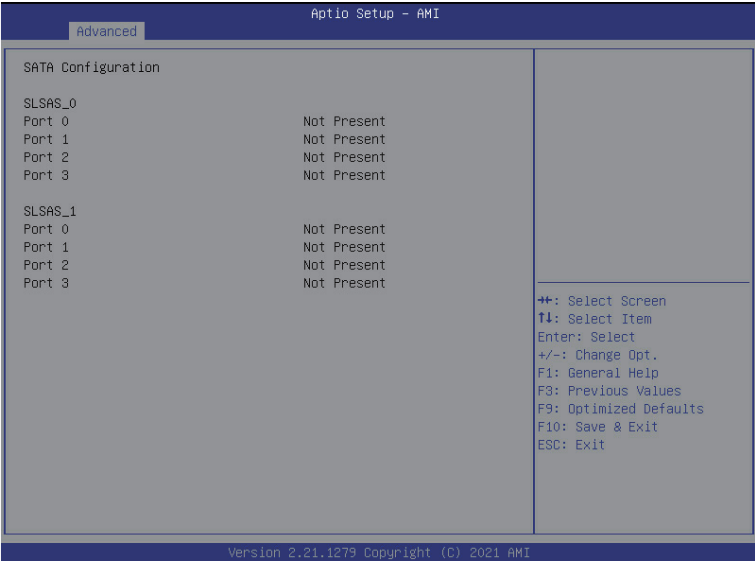 Aptio Setup – AMI
Advanced
SATA Configuration
SLSAS_0
Port 0 Not Present
Port 1 Not Present
Port 2 Not Present
Port 3 Not Present
SLSAS_1
Port 0 Not Present
Port 1 Not Present
Port 2 Not Present
Port 3 Not Present
→←: Select Screen
↑↓: Select Item
Enter: Select
+/-: Change Opt.
F1: General Help
F3: Previous Values
F9: Optimized Defaults
F10: Save & Exit
ESC: Exit
Version 2.21.1279 Copyright (C) 2021 AMI